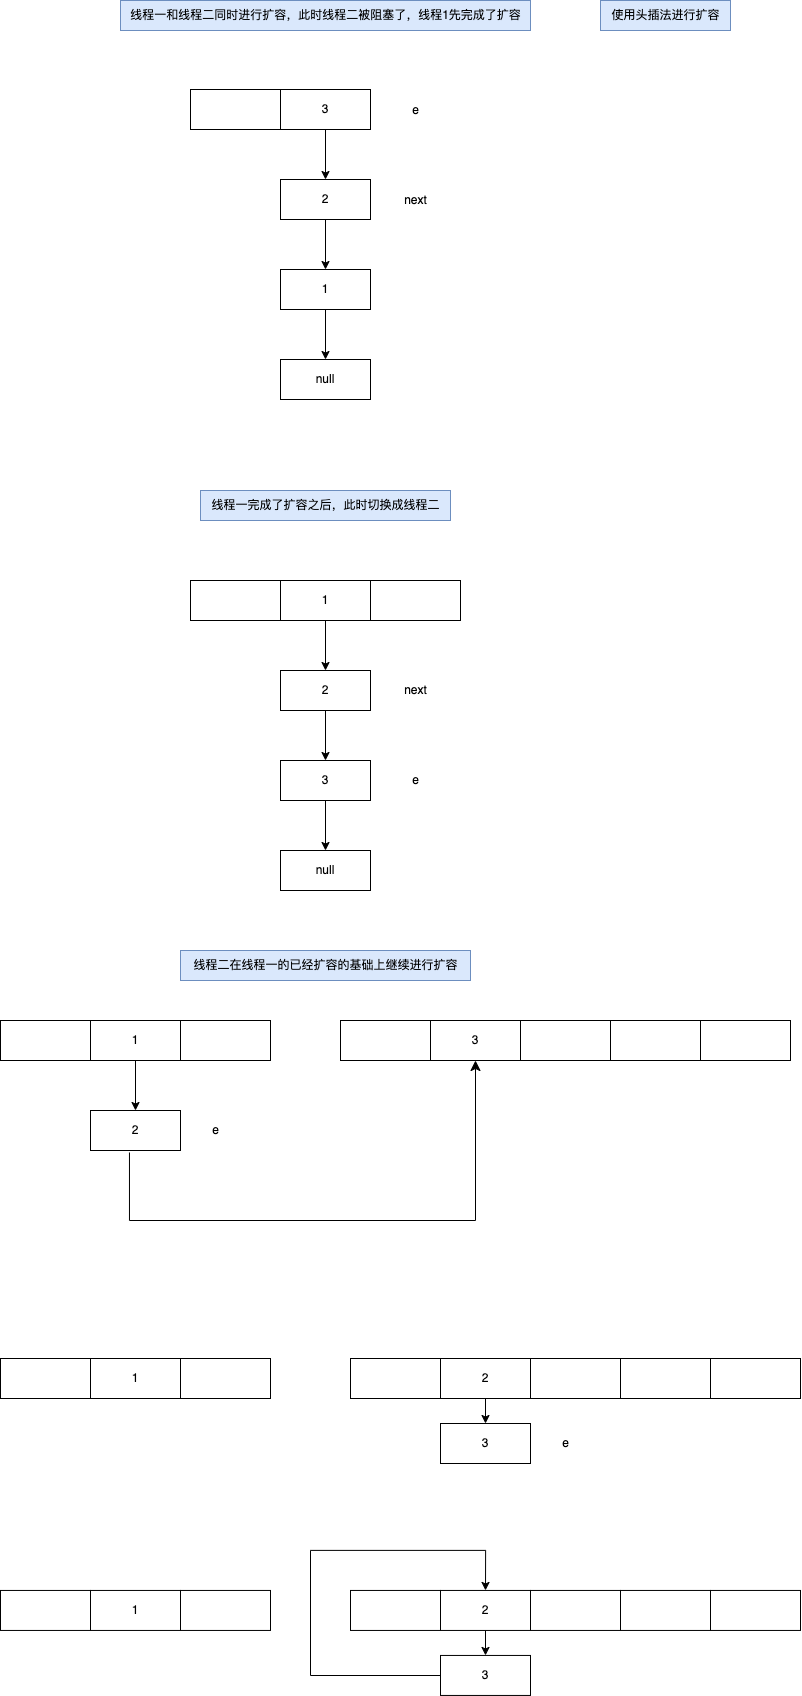 线程一和线程二同时进行扩容，此时线程二被阻塞了，线程1先完成了扩容
使用头插法进行扩容
3
e
2
next
1
null
线程一完成了扩容之后，此时切换成线程二
1
2
next
3
e
null
线程二在线程一的已经扩容的基础上继续进行扩容
1
3
2
e
1
2
3
e
1
2
3